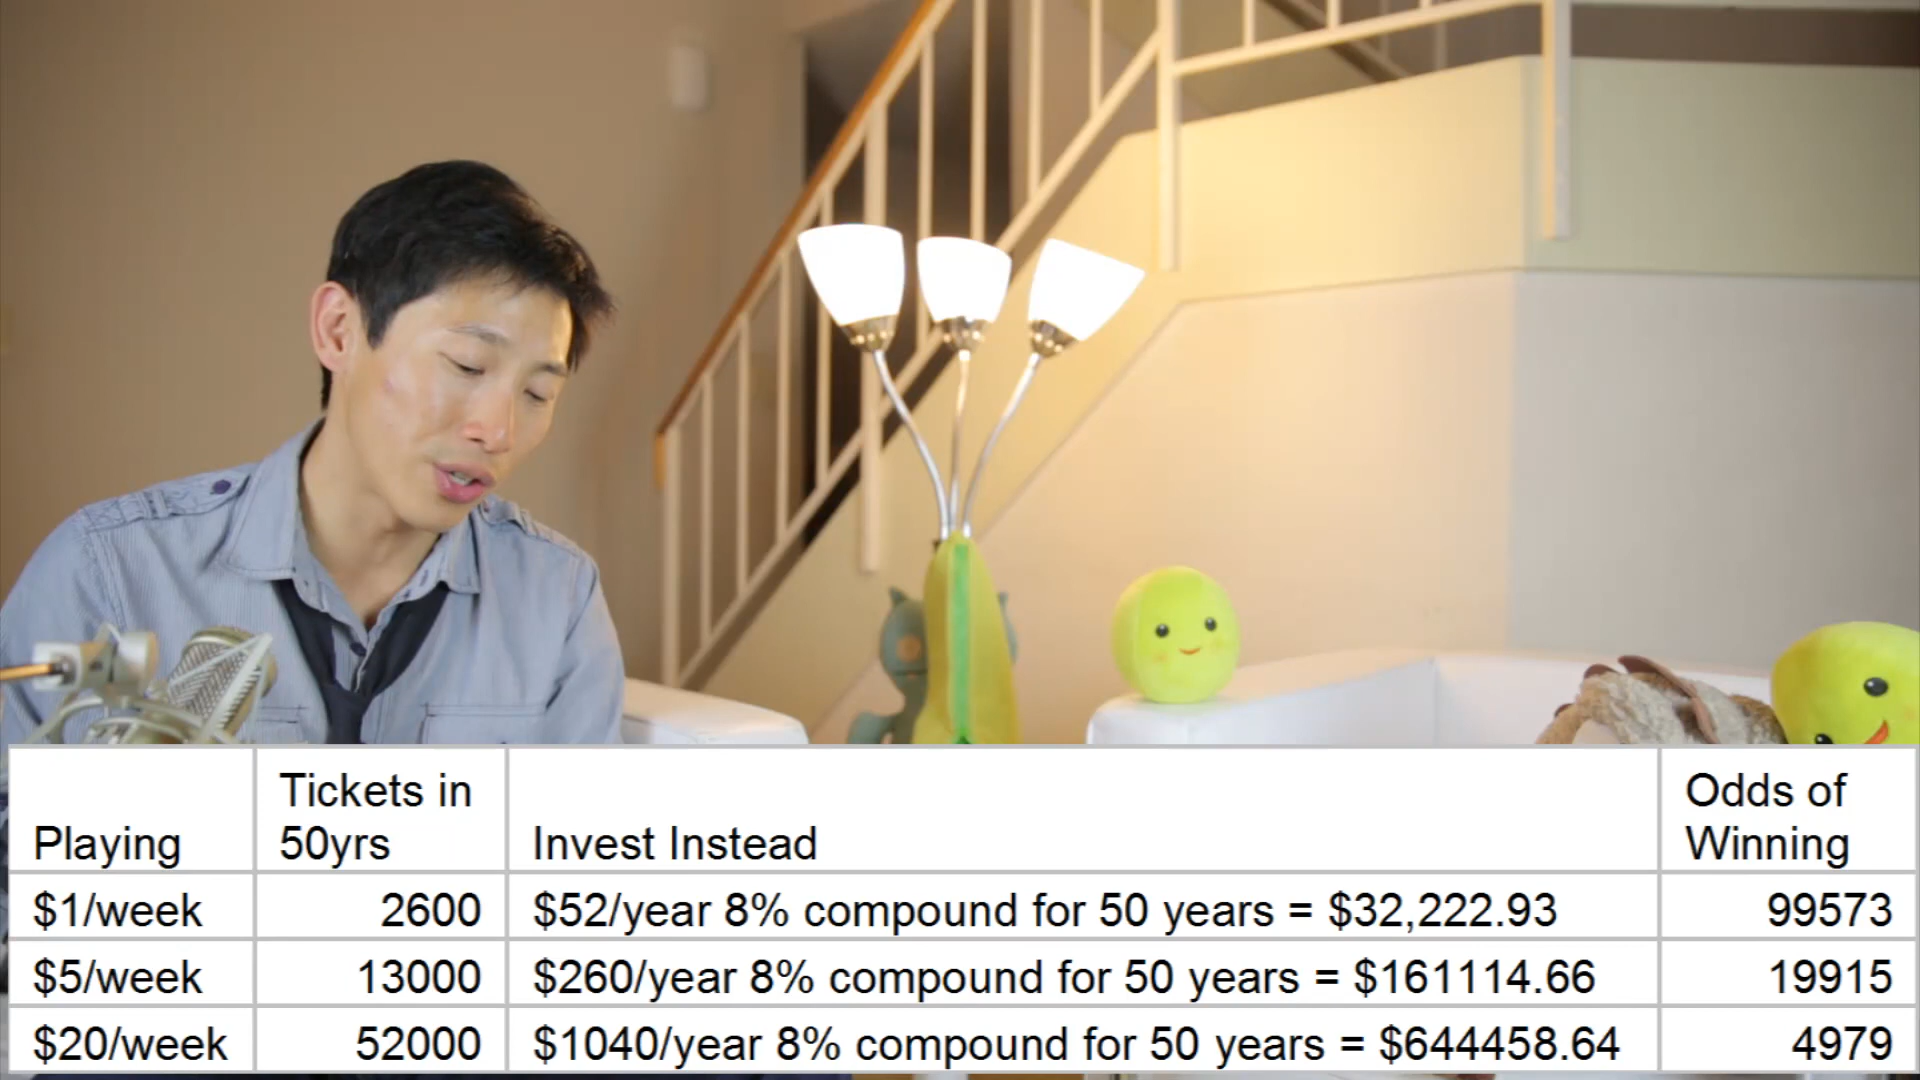 Playing Tickets in 50yrs Invest Instead Odds of Winning
$1/week 2600 $52/year 8% compound for 50 years = $32,222.93 99573
$5/week 13000 $260/year 8% compound for 50 years = $161114.66 19915
$20/week 52000 $1040/year 8% compound for 50 years = $644458.64 4979